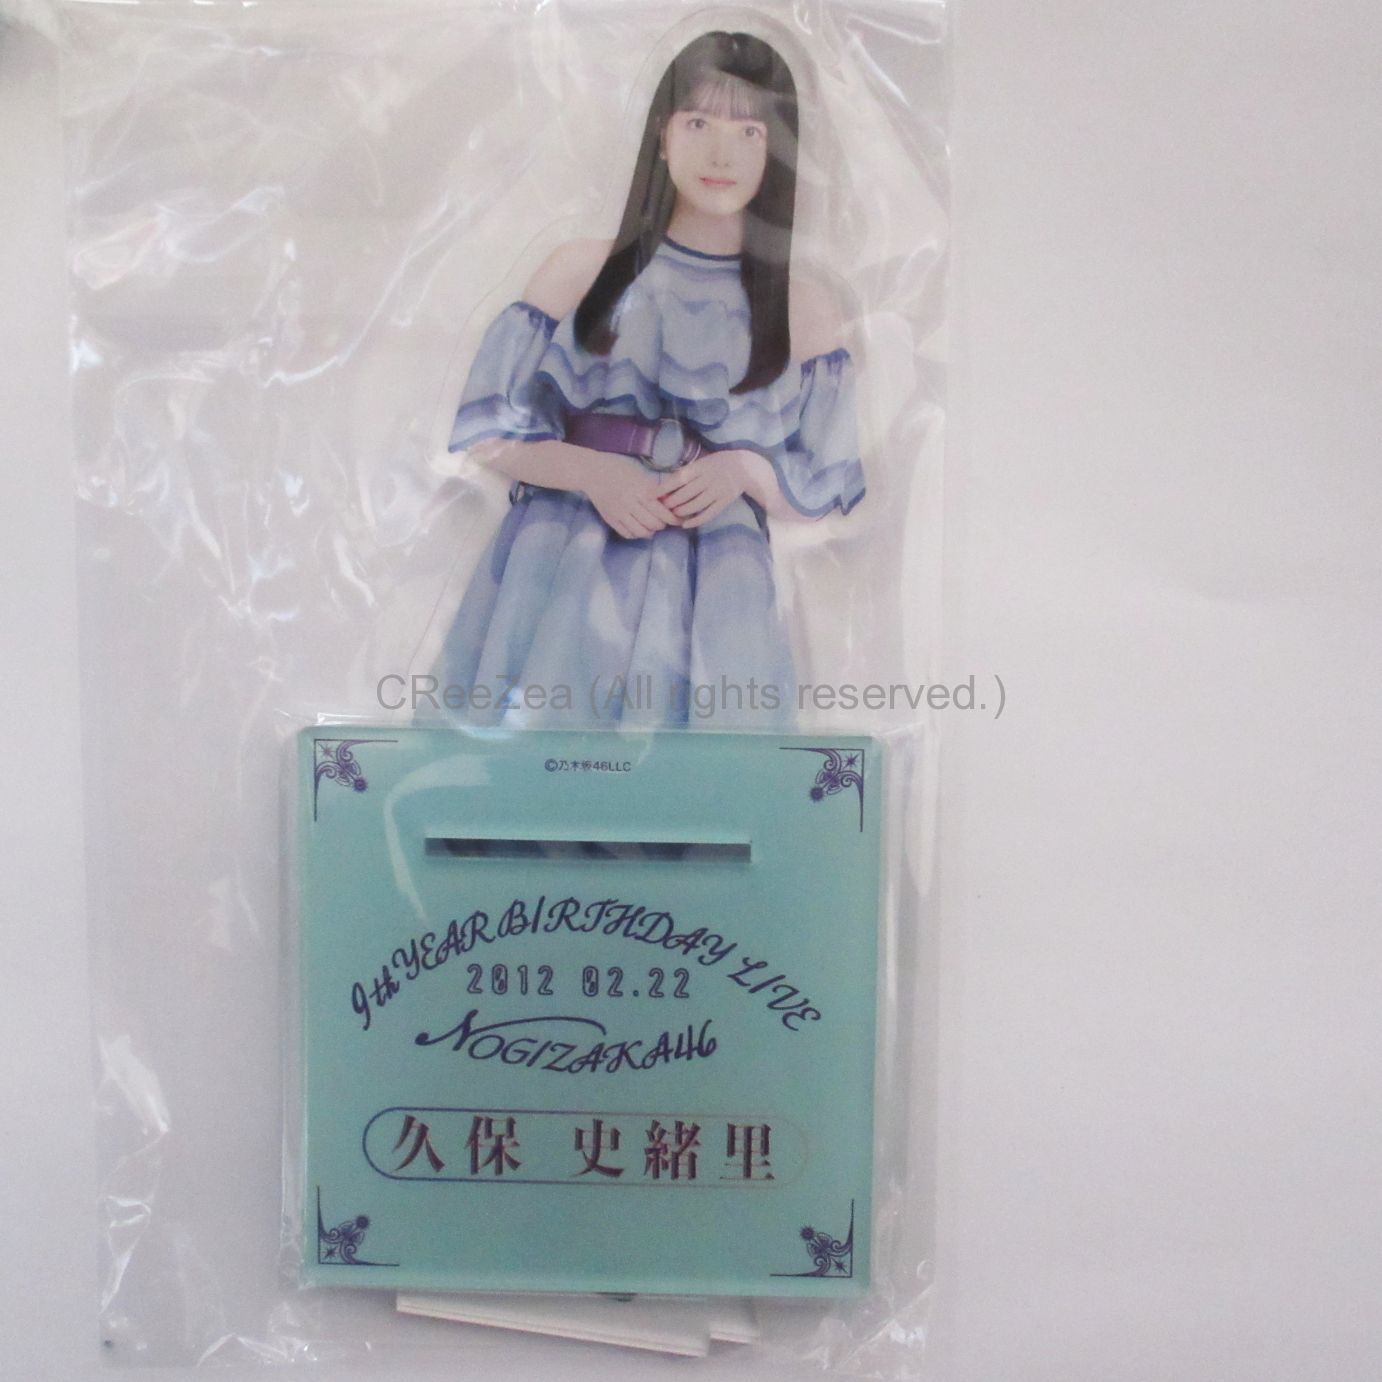 CReeZea (All rights reserved.)
©乃木坂46LLC
9th YEAR BIRTHDAY LIVE
2012 02.22
NOGIZAKA46
久保 史緒里